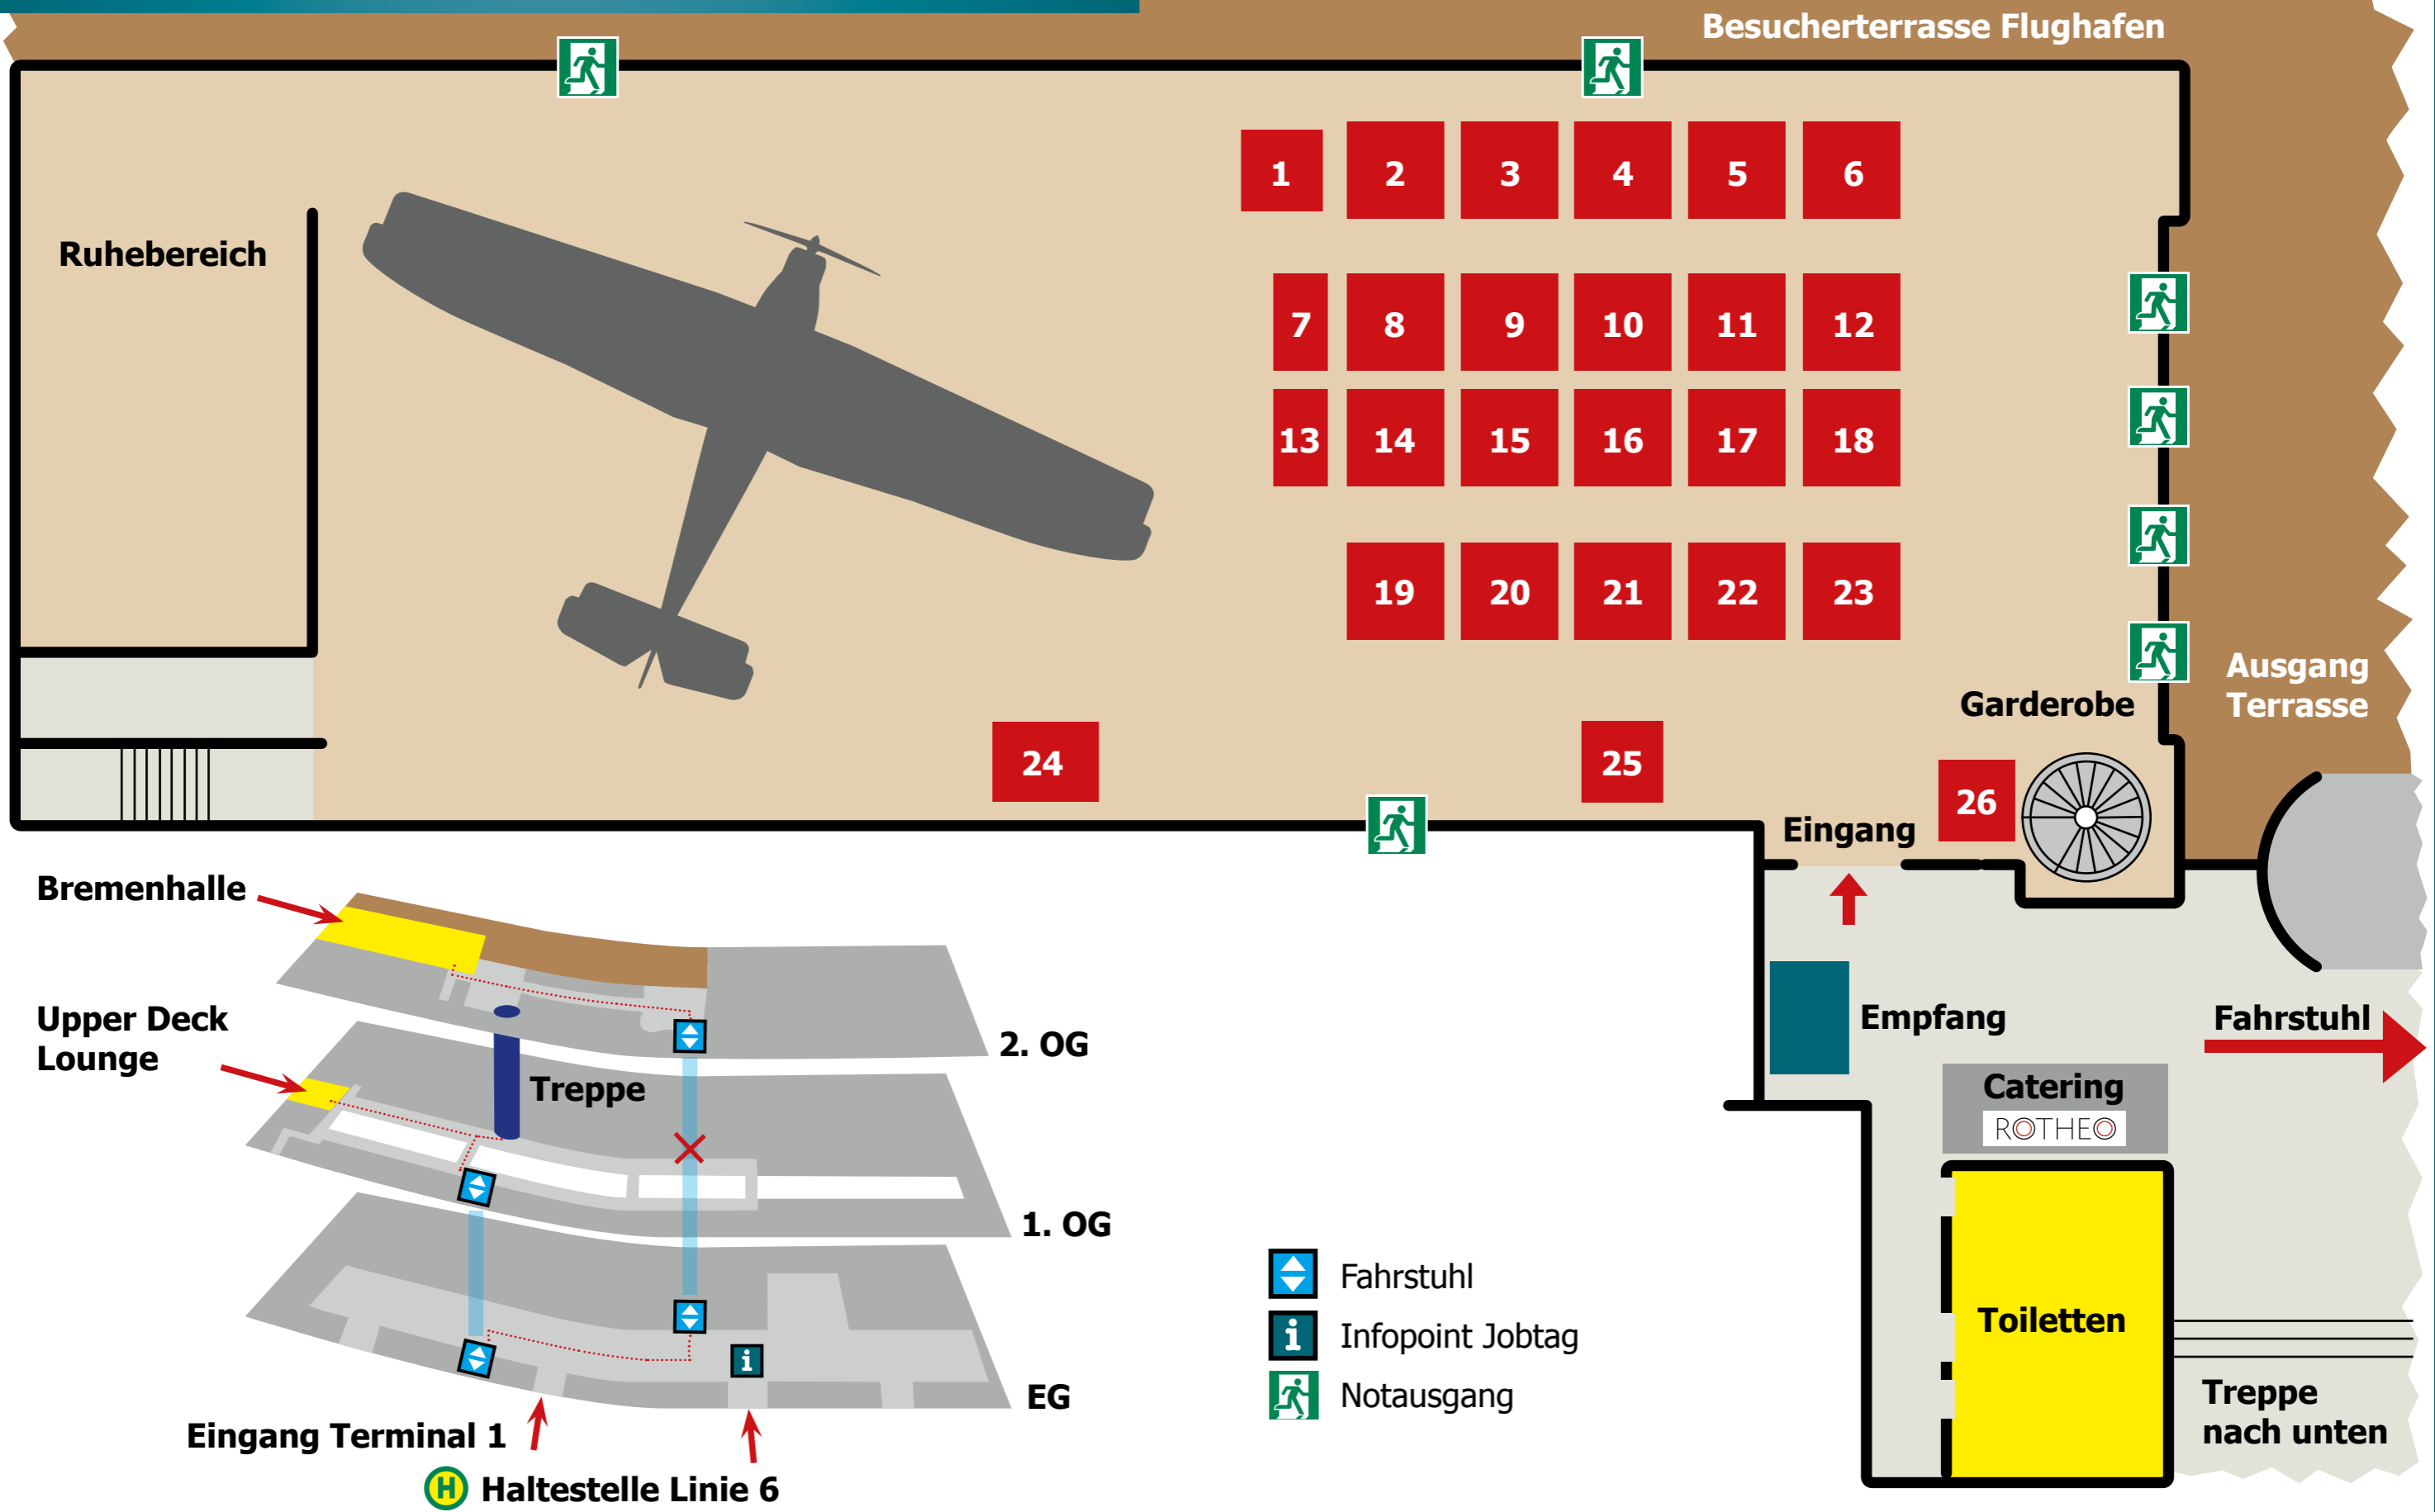 Besucherterrasse Flughafen
Ruhebereich
1 2 3 4 5 6
7 8 9 10 11 12
13 14 15 16 17 18
19 20 21 22 23
Ausgang
Terrasse
Garderobe
24
25
26
Eingang
Bremenhalle
Upper Deck
Lounge
Treppe
2. OG
1. OG
EG
Eingang Terminal 1
H Haltestelle Linie 6
i
Fahrstuhl
i Infopoint Jobtag
Notausgang
Empfang
Fahrstuhl
Catering
ROTHEO
Toiletten
Treppe
nach unten